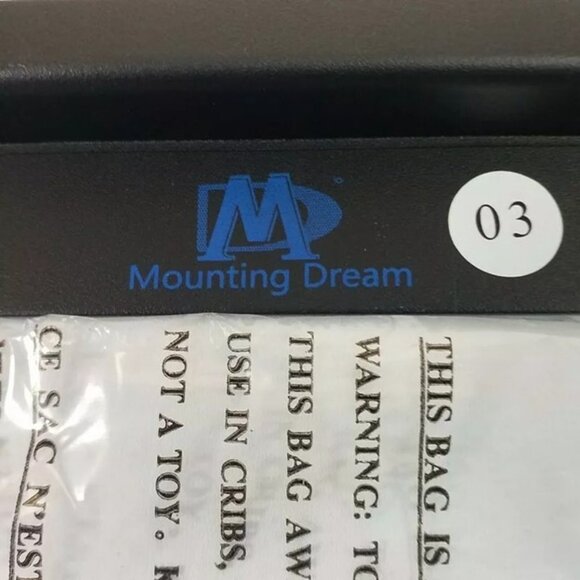 M
Mounting Dream
03
THIS BAG IS
WARNING: TO
THIS BAG AW
USE IN CRIBS,
NOT A TOY. K
CE SAC N'EST